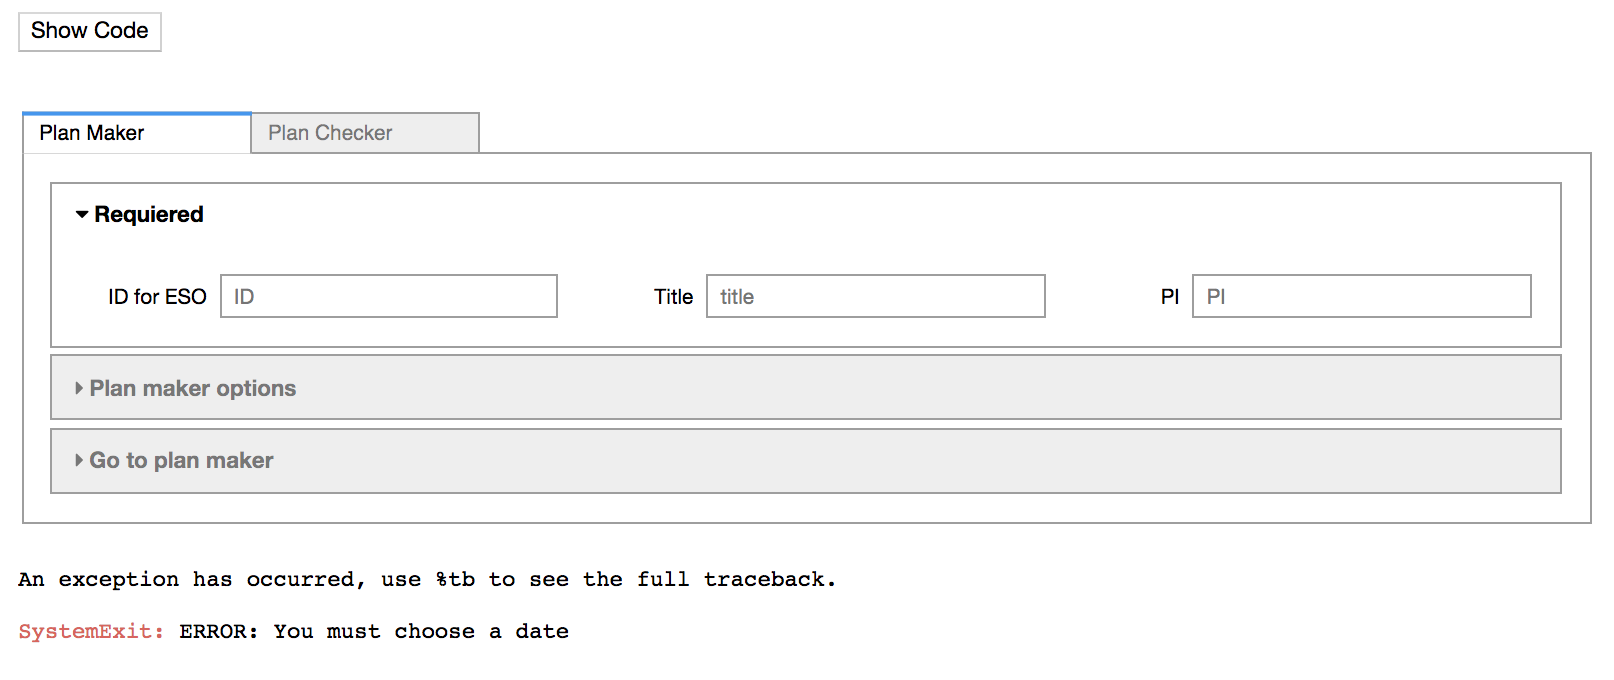 Show Code
Plan Maker
Plan Checker
Requiered
ID for ESO ID Title title PI PI
Plan maker options
Go to plan maker
An exception has occurred, use %tb to see the full traceback.
SystemExit: ERROR: You must choose a date